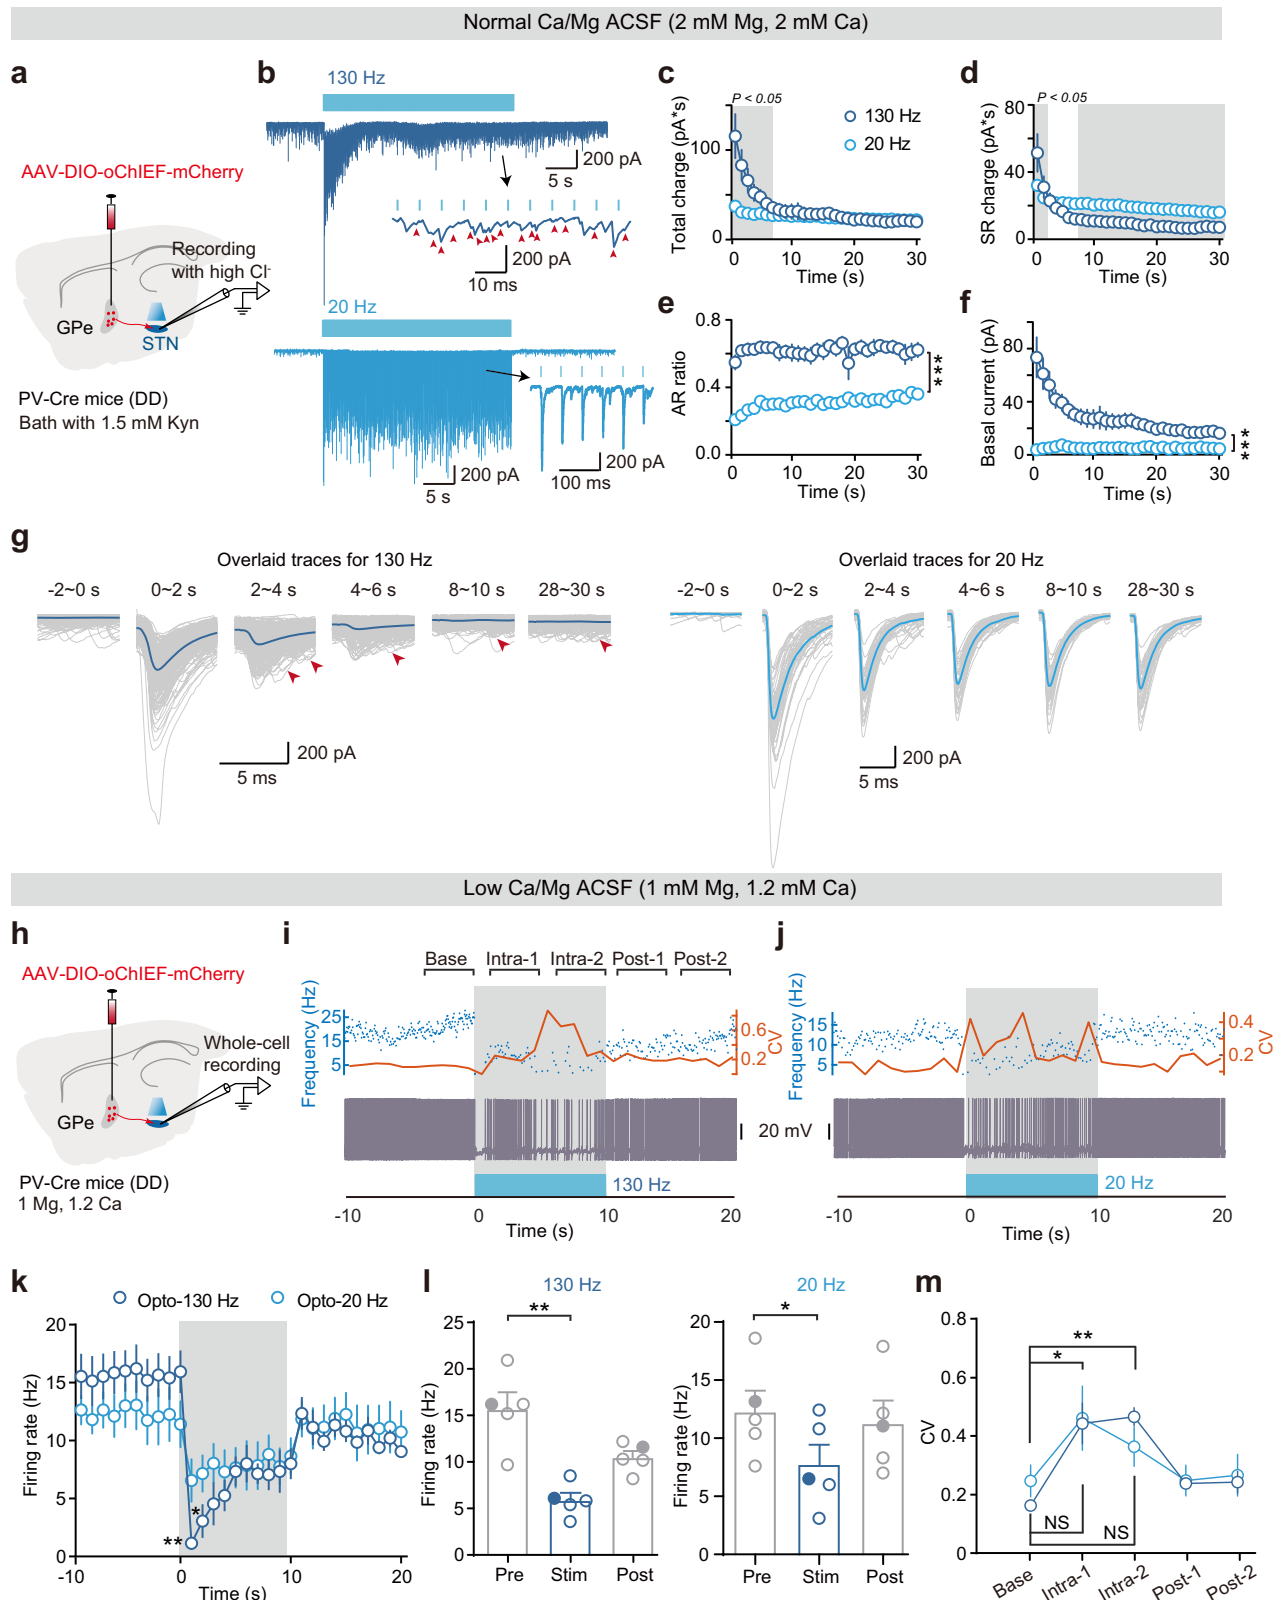 Normal Ca/Mg ACSF (2 mM Mg, 2 mM Ca)
a
AAV-DIO-oChIEF-mCherry
Recording
with high Cl-
GPe
STN
PV-Cre mice (DD)
Bath with 1.5 mM Kyn
b
130 Hz
200 pA
5 s
200 pA
10 ms
20 Hz
200 pA
5 s
200 pA
100 ms
c
P < 0.05
130 Hz
20 Hz
Total charge (pA*s)
100
0
0 10 20 30
Time (s)
d
P < 0.05
SR charge (pA*s)
80
40
0
0 10 20 30
Time (s)
e
AR ratio
0.8
0.4
0.0
0 10 20 30
Time (s)
***
f
Basal current (pA)
80
40
0
0 10 20 30
Time (s)
***
g
Overlaid traces for 130 Hz
-2~0 s 0~2 s 2~4 s 4~6 s 8~10 s 28~30 s
200 pA
5 ms
Overlaid traces for 20 Hz
-2~0 s 0~2 s 2~4 s 4~6 s 8~10 s 28~30 s
200 pA
5 ms
Low Ca/Mg ACSF (1 mM Mg, 1.2 mM Ca)
h
AAV-DIO-oChIEF-mCherry
Whole-cell
recording
GPe
PV-Cre mice (DD)
1 Mg, 1.2 Ca
i
Base Intra-1 Intra-2 Post-1 Post-2
Frequency (Hz)
25
15
5
0.6
0.2
CV
20 mV
130 Hz
-10 0 10 20
Time (s)
j
Frequency (Hz)
15
10
5
0.4
0.2
CV
20 Hz
-10 0 10 20
Time (s)
k
Opto-130 Hz Opto-20 Hz
Firing rate (Hz)
20
15
10
5
0
*
**
-10 0 10 20
Time (s)
l
130 Hz
**
Firing rate (Hz)
25
20
15
10
5
0
Pre Stim Post
20 Hz
*
Firing rate (Hz)
20
15
10
5
0
Pre Stim Post
m
CV
0.8
0.6
0.4
0.2
0
**
*
NS
NS
Base Intra-1 Intra-2 Post-1 Post-2